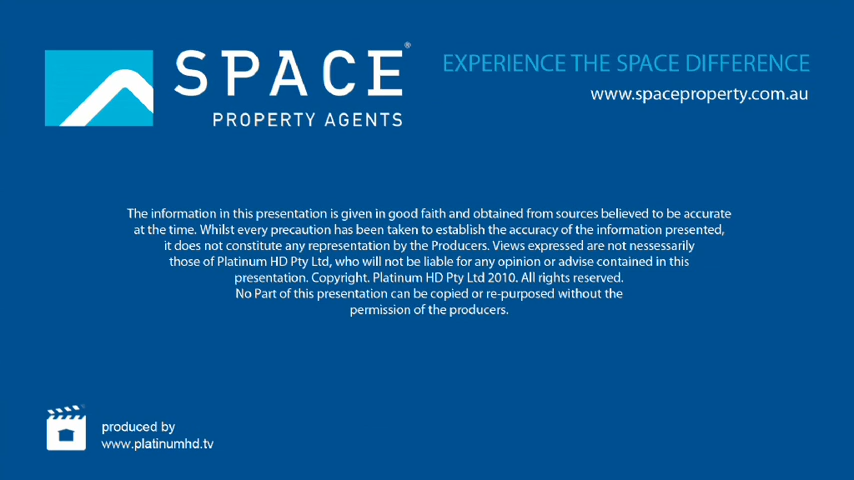 SPACE®
PROPERTY AGENTS
EXPERIENCE THE SPACE DIFFERENCE
www.spaceproperty.com.au
The information in this presentation is given in good faith and obtained from sources believed to be accurate
at the time. Whilst every precaution has been taken to establish the accuracy of the information presented,
it does not constitute any representation by the Producers. Views expressed are not nessessarily
those of Platinum HD Pty Ltd, who will not be liable for any opinion or advise contained in this
presentation. Copyright. Platinum HD Pty Ltd 2010. All rights reserved.
No Part of this presentation can be copied or re-purposed without the
permission of the producers.
produced by
www.platinumhd.tv